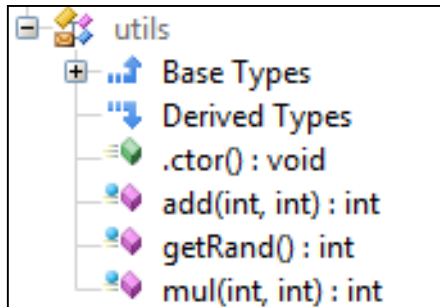 utils
Base Types
Derived Types
.ctor() : void
add(int, int) : int
getRand() : int
mul(int, int) : int